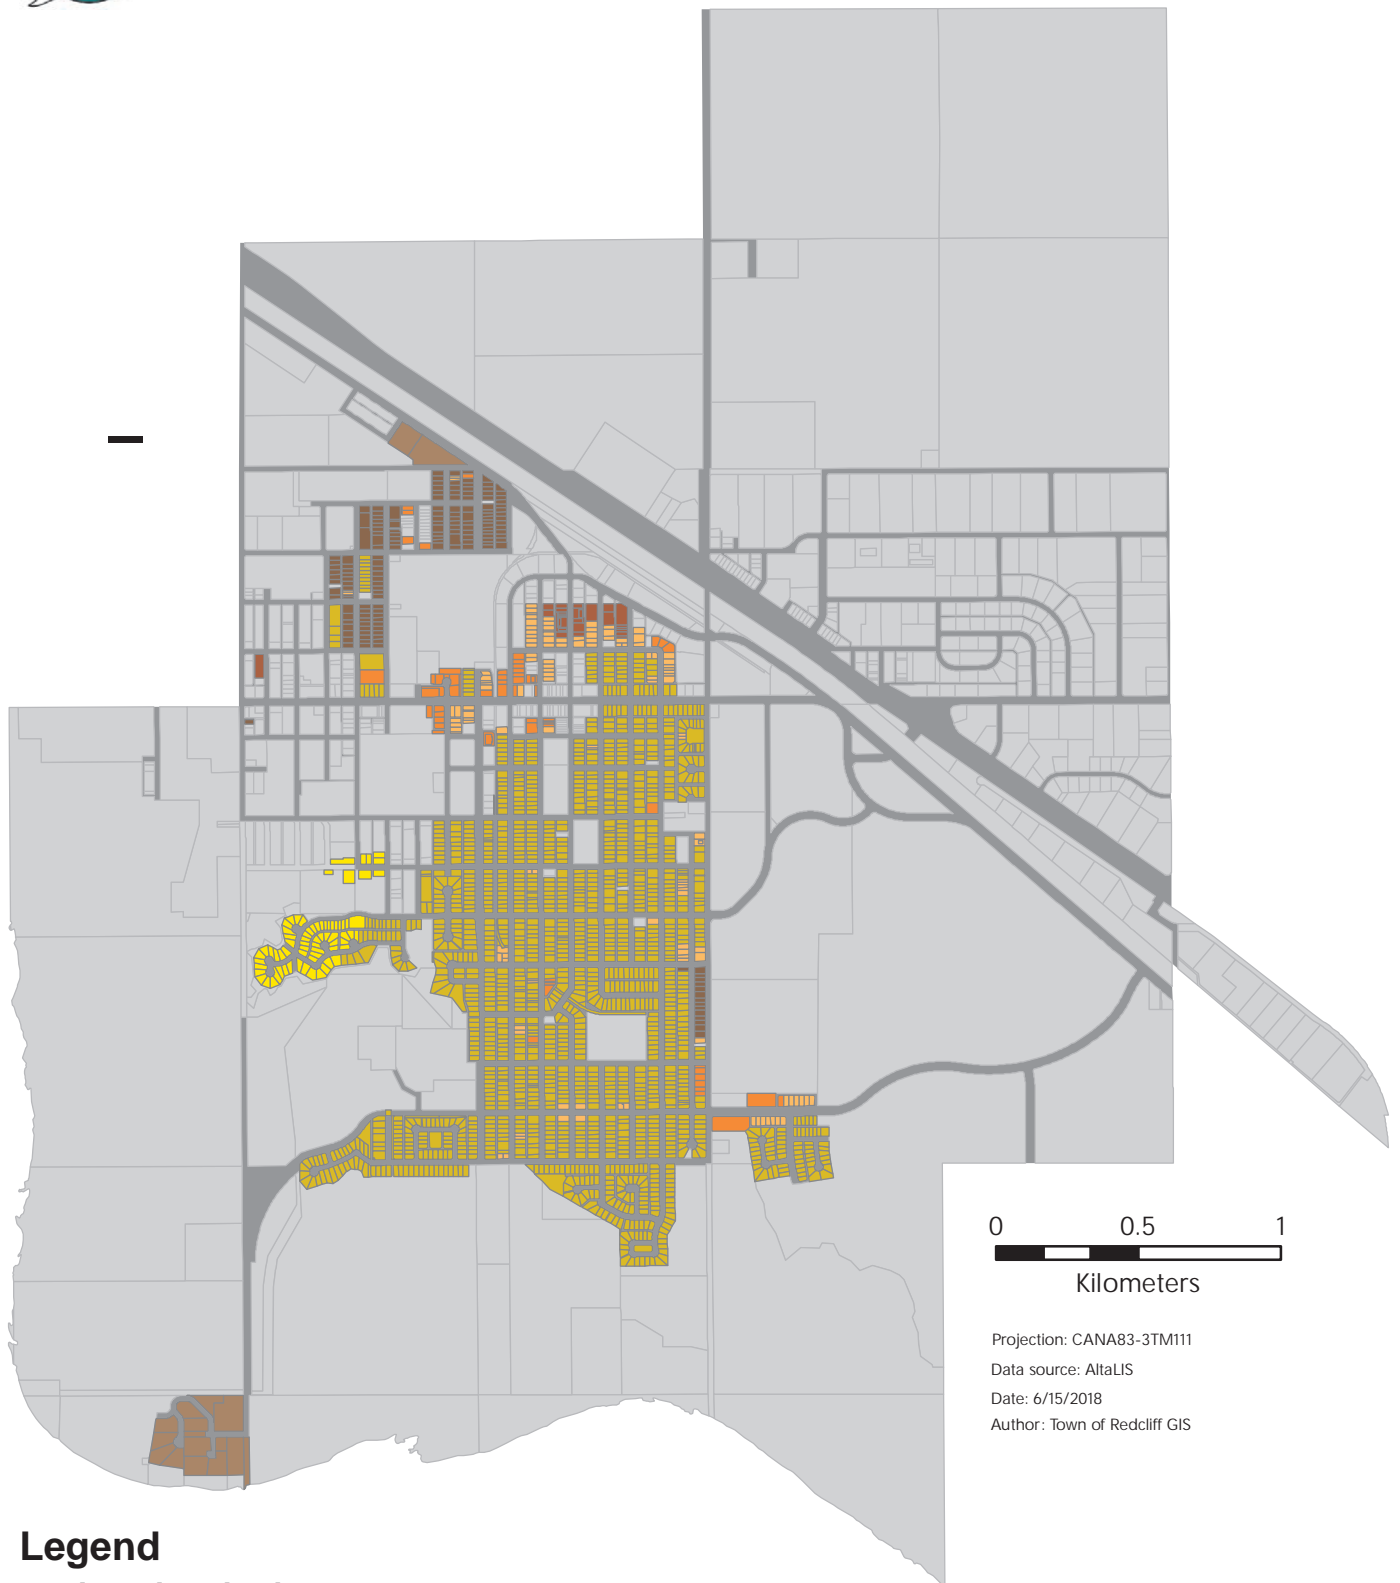 0 0.5 1
Kilometers
Projection: CANA83-3TM111
Data source: AltaLIS
Date: 6/15/2018
Author: Town of Redcliff GIS
Legend